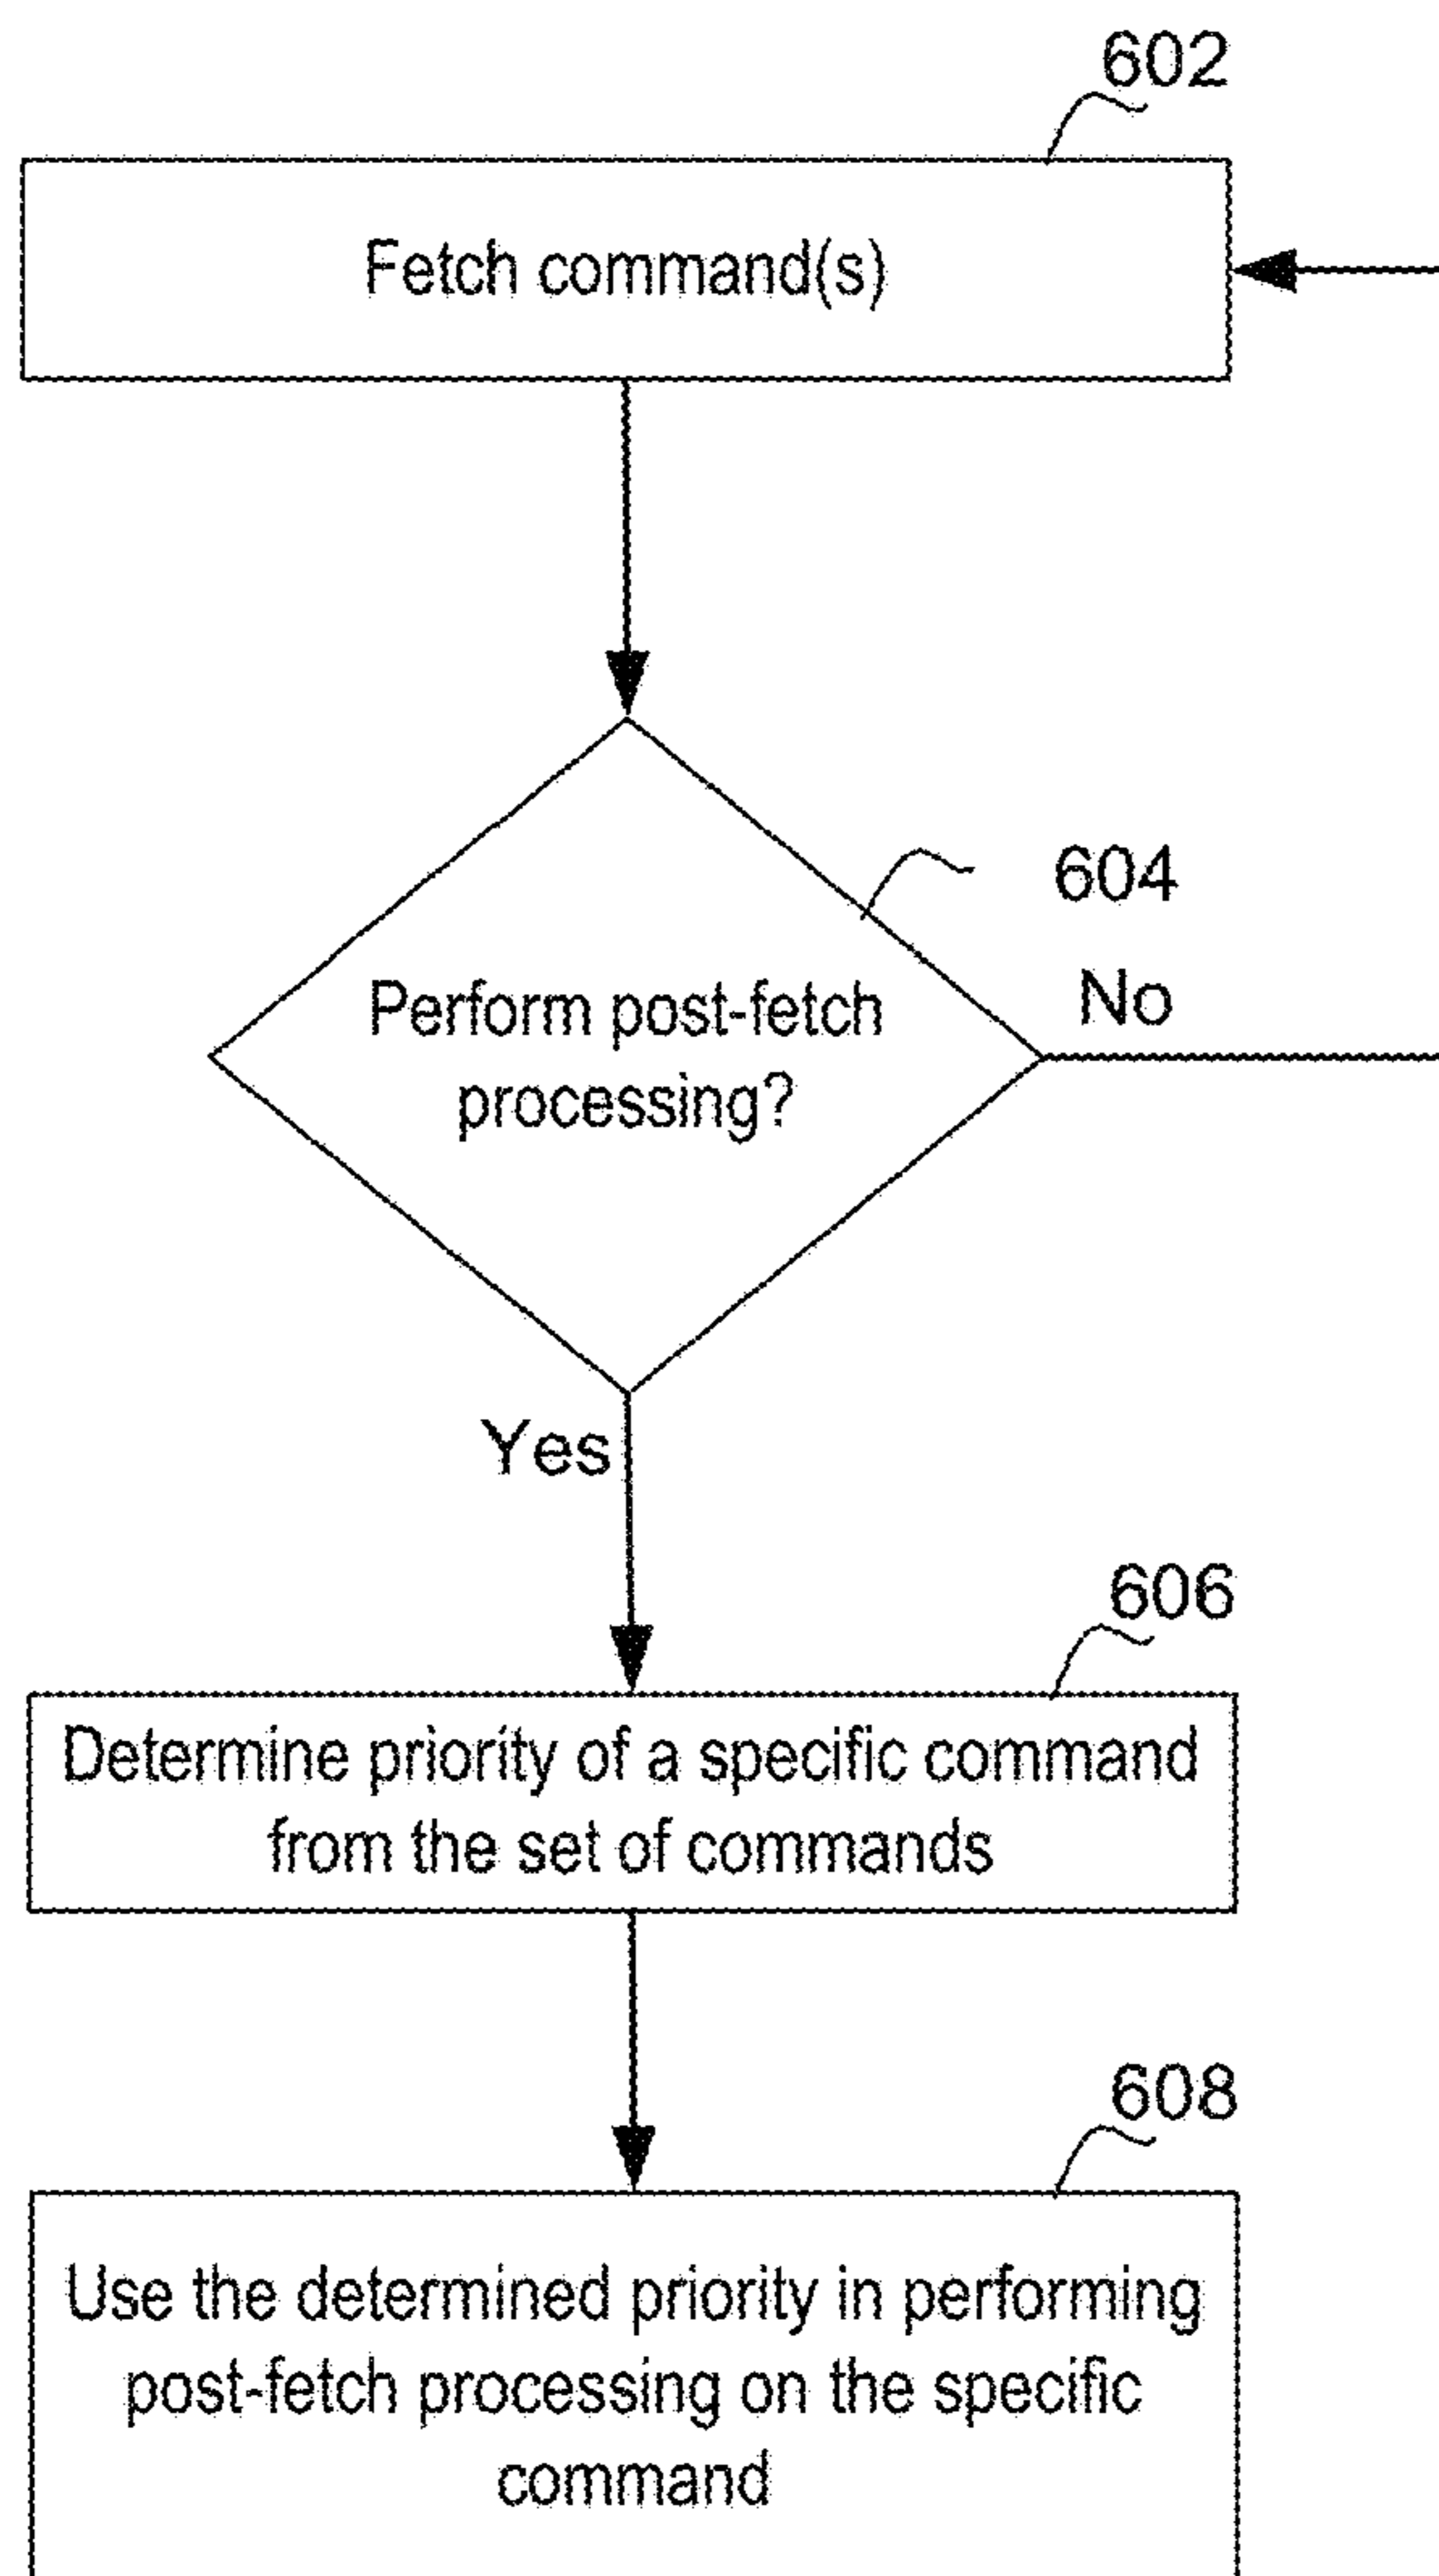 602
Fetch command(s)
604
No
Perform post-fetch
processing?
Yes
606
Determine priority of a specific command
from the set of commands
608
Use the determined priority in performing
post-fetch processing on the specific
command